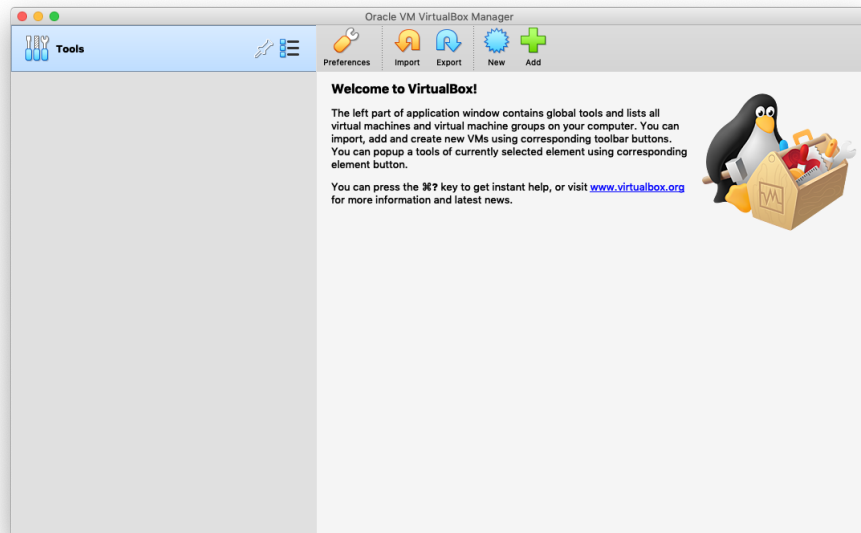 Oracle VM VirtualBox Manager
Tools
Preferences
Import
Export
New
Add
Welcome to VirtualBox!
The left part of application window contains global tools and lists all
virtual machines and virtual machine groups on your computer. You can
import, add and create new VMs using corresponding toolbar buttons.
You can popup a tools of currently selected element using corresponding
element button.
You can press the ⌘? key to get instant help, or visit www.virtualbox.org
for more information and latest news.